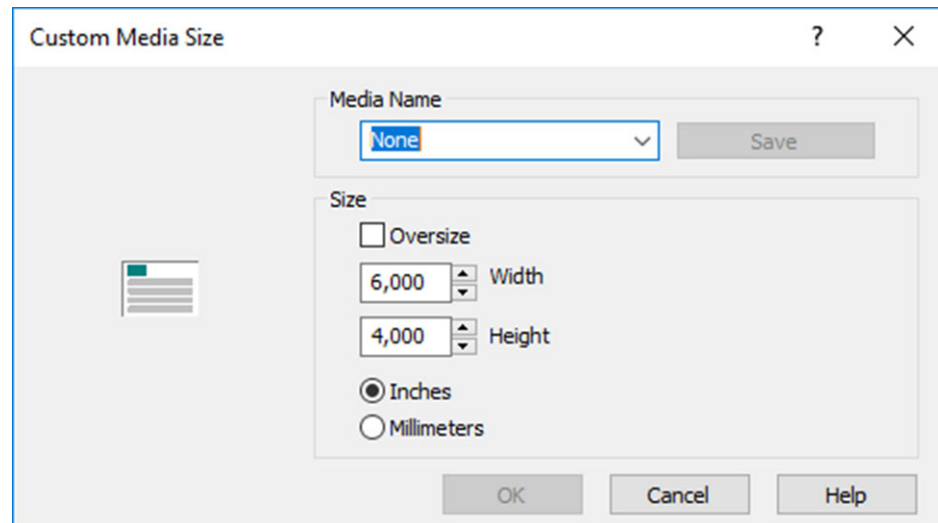 Custom Media Size
?
Media Name
None
Save
Size
Oversize
6,000 Width
4,000 Height
Inches
Millimeters
OK Cancel Help